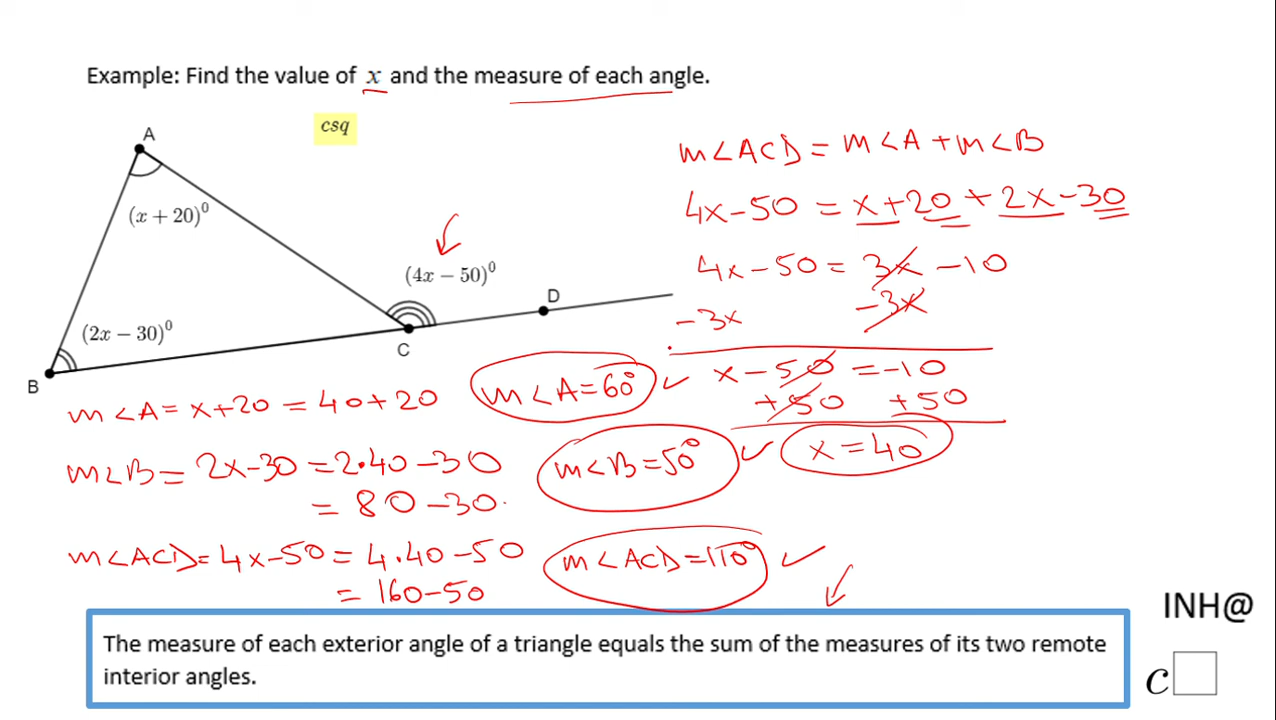 Example: Find the value of x and the measure of each angle.
csq
A
(x + 20)⁰
(4x − 50)⁰
D
(2x − 30)⁰
C
B
m∠ACD = m∠A + m∠B
4x-50 = x+20 + 2x-30
4x-50 = 3x -10
-3x -3x
x-50 = -10
+50 +50
x=40
m∠A= x+20 = 40+20 m∠A=60°
m∠B= 2x-30 = 2·40-30 m∠B=50°
= 80-30
m∠ACD= 4x-50 = 4·40-50 m∠ACD=110°
= 160-50
The measure of each exterior angle of a triangle equals the sum of the measures of its two remote
interior angles.
INH@
c